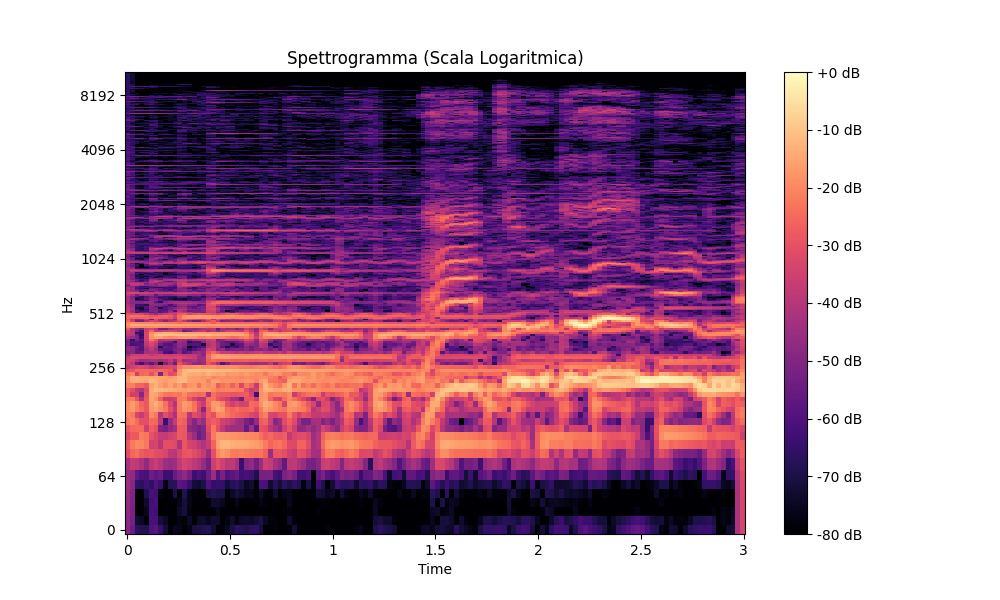 Spettrogramma (Scala Logaritmica)
Hz
8192
4096
2048
1024
512
256
128
64
0
0 0.5 1 1.5 2 2.5 3
Time
+0 dB
-10 dB
-20 dB
-30 dB
-40 dB
-50 dB
-60 dB
-70 dB
-80 dB